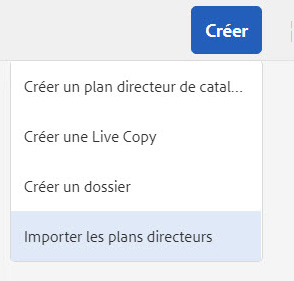 Créer
Créer un plan directeur de catal...
Créer une Live Copy
Créer un dossier
Importer les plans directeurs